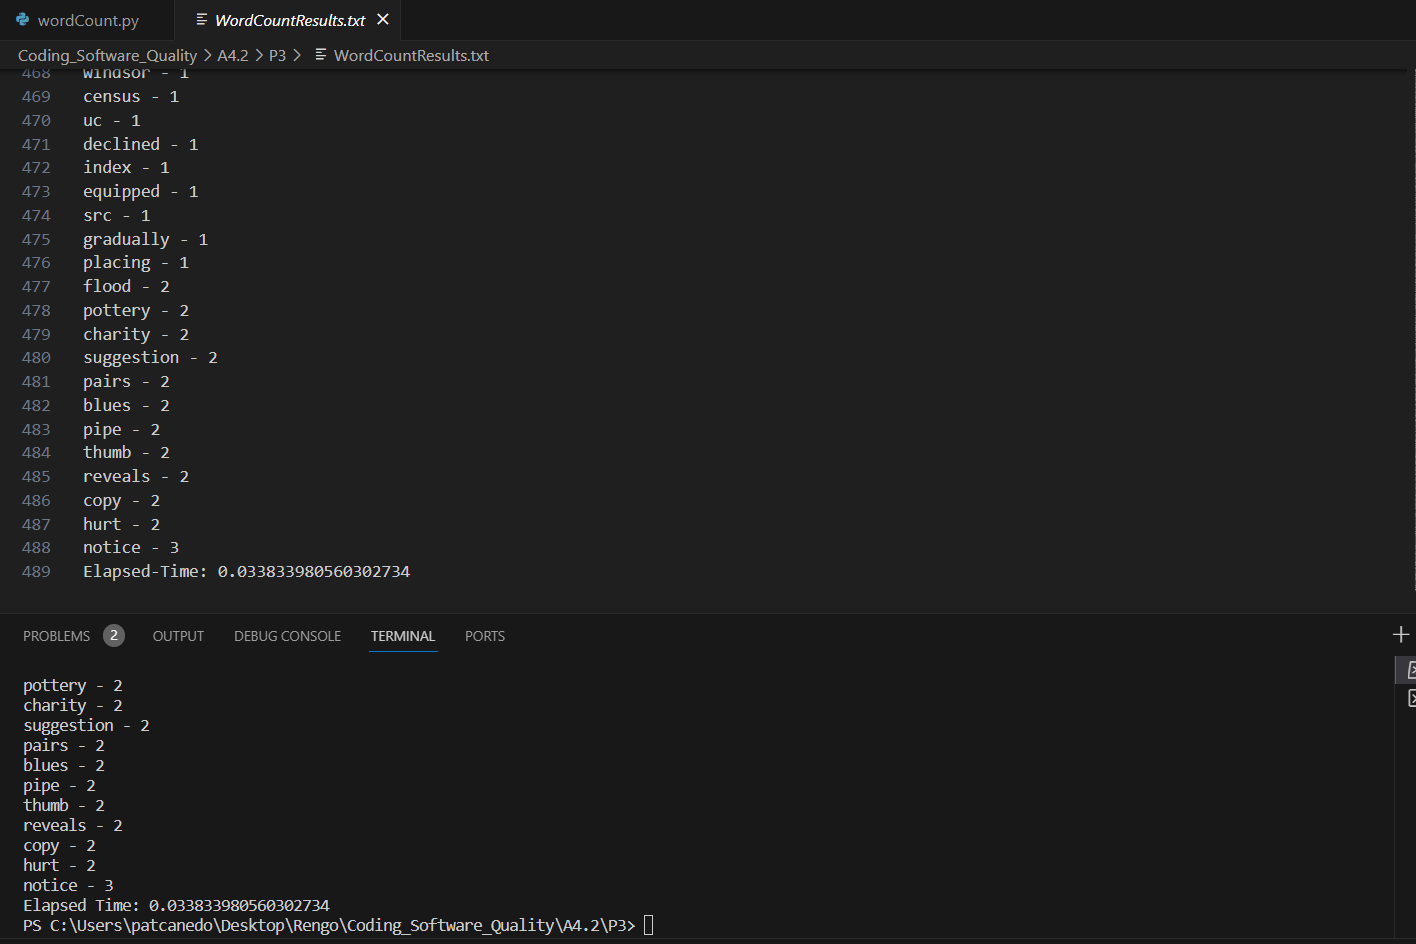 wordCount.py
WordCountResults.txt
Coding_Software_Quality > A4.2 > P3 > WordCountResults.txt
468 windsor - 1
469 census - 1
470 uc - 1
471 declined - 1
472 index - 1
473 equipped - 1
474 src - 1
475 gradually - 1
476 placing - 1
477 flood - 2
478 pottery - 2
479 charity - 2
480 suggestion - 2
481 pairs - 2
482 blues - 2
483 pipe - 2
484 thumb - 2
485 reveals - 2
486 copy - 2
487 hurt - 2
488 notice - 3
489 Elapsed-Time: 0.033833980560302734
PROBLEMS 2 OUTPUT DEBUG CONSOLE TERMINAL PORTS
pottery - 2
charity - 2
suggestion - 2
pairs - 2
blues - 2
pipe - 2
thumb - 2
reveals - 2
copy - 2
hurt - 2
notice - 3
Elapsed Time: 0.033833980560302734
PS C:\Users\patcanedo\Desktop\Rengo\Coding_Software_Quality\A4.2\P3>